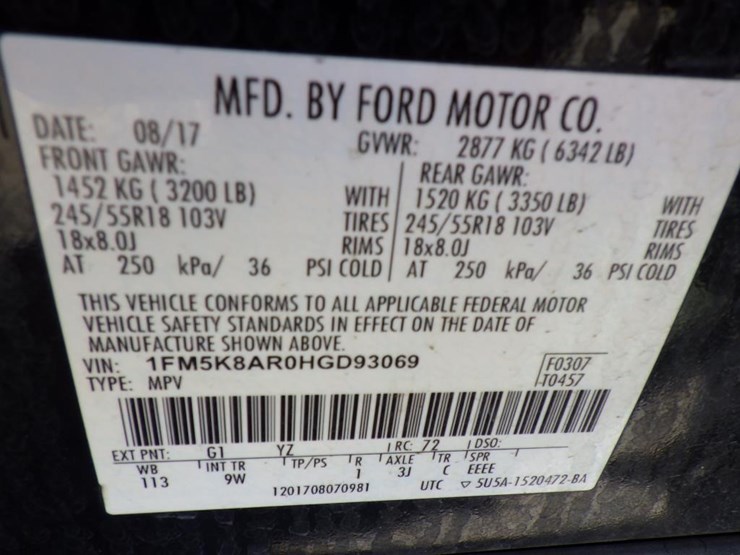 MFD. BY FORD MOTOR CO.
DATE: 08/17 GVWR: 2877 KG ( 6342 LB)
FRONT GAWR: REAR GAWR:
1452 KG ( 3200 LB) WITH 1520 KG ( 3350 LB) WITH
245/55R18 103V TIRES 245/55R18 103V TIRES
18x8.0J RIMS 18x8.0J RIMS
AT 250 kPa/ 36 PSI COLD AT 250 kPa/ 36 PSI COLD
THIS VEHICLE CONFORMS TO ALL APPLICABLE FEDERAL MOTOR
VEHICLE SAFETY STANDARDS IN EFFECT ON THE DATE OF
MANUFACTURE SHOWN ABOVE.
VIN: 1FM5K8AR0HGD93069 F0307
TYPE: MPV T0457
EXT PNT: G1 YZ RC: 72 DSO:
WB INT TR TP/PS R AXLE TR SPR
113 9W 1 3J C EEEE
1201708070981 UTC ▽ 5U5A-1520472-BA